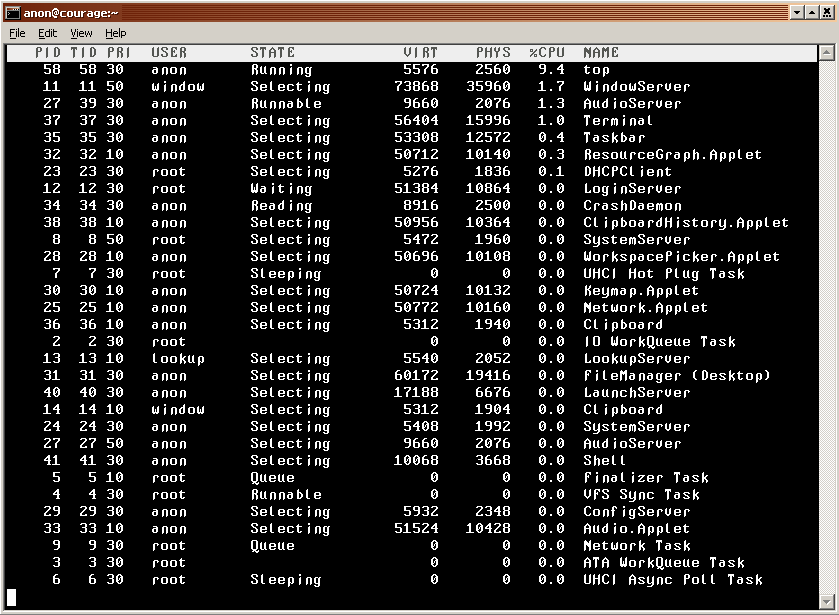 anon@courage:~
File Edit View Help
PID TID PRI USER STATE VIRT PHYS %CPU NAME
58 58 30 anon Running 5576 2560 9.4 top
11 11 50 window Selecting 73868 35960 1.7 WindowServer
27 39 30 anon Runnable 9660 2076 1.3 AudioServer
37 37 30 anon Selecting 56404 15996 1.0 Terminal
35 35 30 anon Selecting 53308 12572 0.4 Taskbar
32 32 10 anon Selecting 50712 10140 0.3 ResourceGraph.Applet
23 23 30 root Selecting 5276 1836 0.1 DHCPClient
12 12 30 root Waiting 51384 10864 0.0 LoginServer
34 34 30 anon Reading 8916 2500 0.0 CrashDaemon
38 38 10 anon Selecting 50956 10364 0.0 ClipboardHistory.Applet
8 8 50 root Selecting 5472 1960 0.0 SystemServer
28 28 10 anon Selecting 50696 10108 0.0 WorkspacePicker.Applet
7 7 30 root Sleeping 0 0 0.0 UHCI Hot Plug Task
30 30 10 anon Selecting 50724 10132 0.0 Keymap.Applet
25 25 10 anon Selecting 50772 10160 0.0 Network.Applet
36 36 10 anon Selecting 5312 1940 0.0 Clipboard
2 2 30 root 0 0 0.0 IO WorkQueue Task
13 13 10 lookup Selecting 5540 2052 0.0 LookupServer
31 31 30 anon Selecting 60172 19416 0.0 FileManager (Desktop)
40 40 30 anon Selecting 17188 6676 0.0 LaunchServer
14 14 10 window Selecting 5312 1904 0.0 Clipboard
24 24 30 anon Selecting 5408 1992 0.0 SystemServer
27 27 50 anon Selecting 9660 2076 0.0 AudioServer
41 41 30 anon Selecting 10068 3668 0.0 Shell
5 5 10 root Queue 0 0 0.0 Finalizer Task
4 4 30 root Runnable 0 0 0.0 VFS Sync Task
29 29 30 anon Selecting 5932 2348 0.0 ConfigServer
33 33 10 anon Selecting 51524 10428 0.0 Audio.Applet
9 9 30 root Queue 0 0 0.0 Network Task
3 3 30 root 0 0 0.0 ATA WorkQueue Task
6 6 30 root Sleeping 0 0 0.0 UHCI Async Poll Task